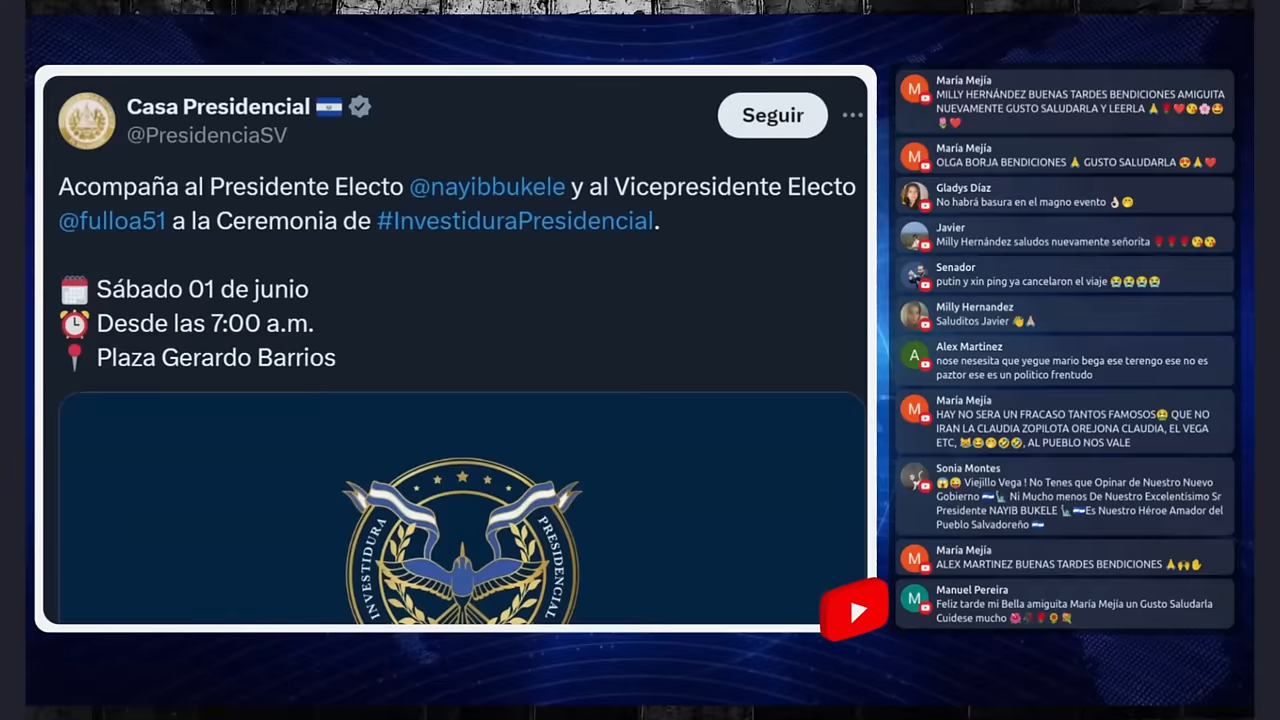 Casa Presidencial 🇸🇻
@PresidenciaSV
Seguir
Acompaña al Presidente Electo @nayibbukele y al Vicepresidente Electo
@fulloa51 a la Ceremonia de #InvestiduraPresidencial.
Sábado 01 de junio
Desde las 7:00 a.m.
Plaza Gerardo Barrios
INVESTIDURA
PRESIDENCIAL
María Mejía
MILLY HERNÁNDEZ BUENAS TARDES BENDICIONES AMIGUITA
NUEVAMENTE GUSTO SALUDARLA Y LEERLA 🙏🌹❤️😘🌸🤩
🌷❤️
María Mejía
OLGA BORJA BENDICIONES 🙏 GUSTO SALUDARLA 😍🙏❤️
Gladys Díaz
No habrá basura en el magno evento 👌🏻🤭
Javier
Milly Hernández saludos nuevamente señorita 🌹🌹🌹😘😘
Senador
putin y xin ping ya cancelaron el viaje 😭😭😭😭
Milly Hernandez
Saluditos Javier 👋🙏🏼
Alex Martinez
nose nesesita que yegue mario bega ese terengo ese no es
paztor ese es un politico frentudo
María Mejía
HAY NO SERA UN FRACASO TANTOS FAMOSOS QUE NO
IRAN LA CLAUDIA ZOPILOTA OREJONA CLAUDIA, EL VEGA
ETC, 😹😂🤭🤣🤣, AL PUEBLO NOS VALE
Sonia Montes
😱😜 Viejillo Vega ! No Tenes que Opinar de Nuestro Nuevo
Gobierno 🇸🇻🗽 Ni Mucho menos De Nuestro Excelentísimo Sr
Presidente NAYIB BUKELE 🗽🇸🇻Es Nuestro Héroe Amador del
Pueblo Salvadoreño 🇸🇻
María Mejía
ALEX MARTINEZ BUENAS TARDES BENDICIONES 🙏🙌✋
Manuel Pereira
Feliz tarde mi Bella amiguita María Mejía un Gusto Saludarla
Cuidese mucho 🌺🥀🌹🌻💐